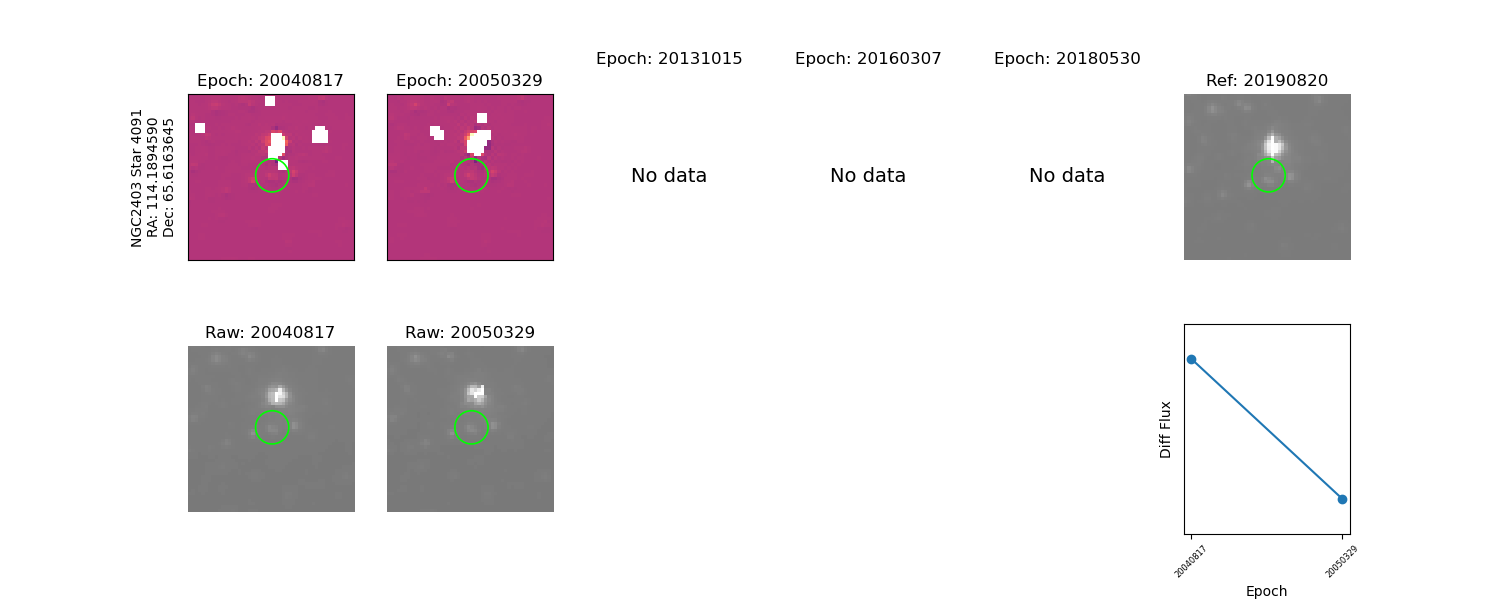 Epoch: 20040817
Epoch: 20050329
Epoch: 20131015
Epoch: 20160307
Epoch: 20180530
Ref: 20190820
NGC2403 Star 4091
RA: 114.1894590
Dec: 65.6163645
No data
No data
No data
Raw: 20040817
Raw: 20050329
Diff Flux
20040817
20050329
Epoch